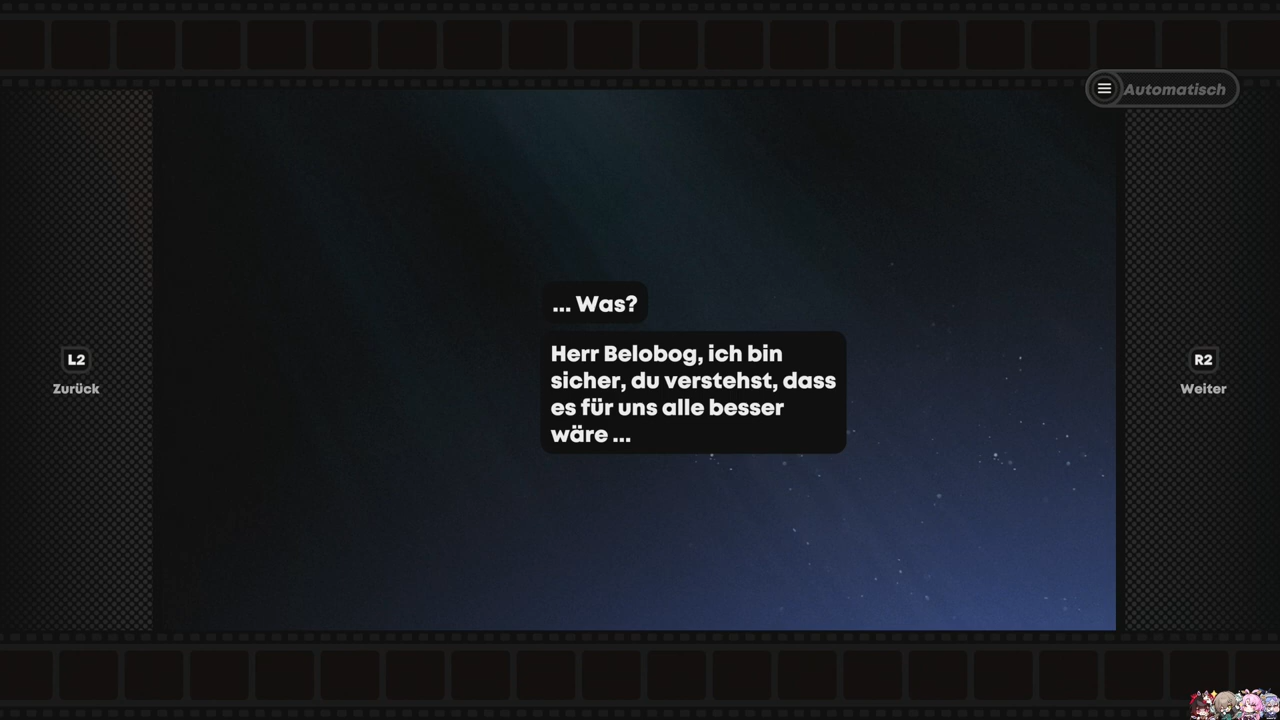 Automatisch
... Was?
Herr Belobog, ich bin
sicher, du verstehst, dass
es für uns alle besser
wäre ...
L2
Zurück
R2
Weiter